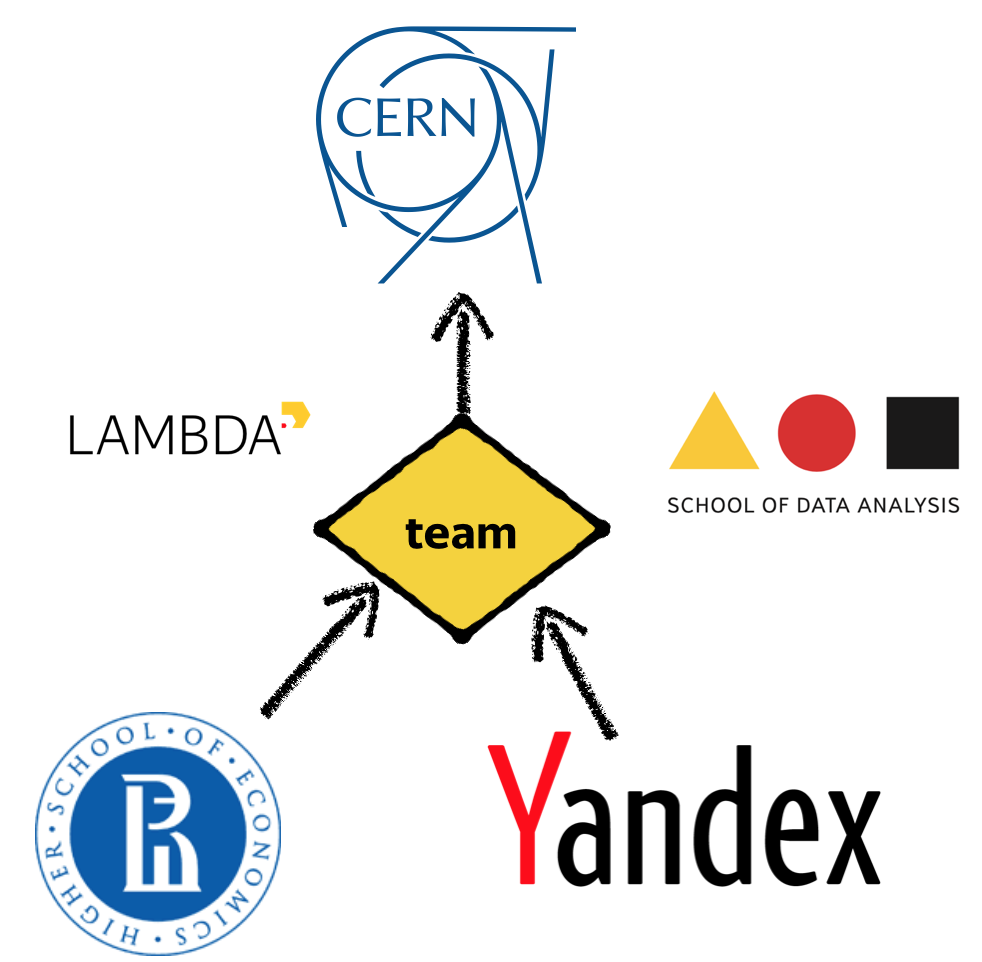 CERN
LAMBDA
SCHOOL OF DATA ANALYSIS
team
HIGHER·SCHOOL·OF·ECONOMICS·
Yandex